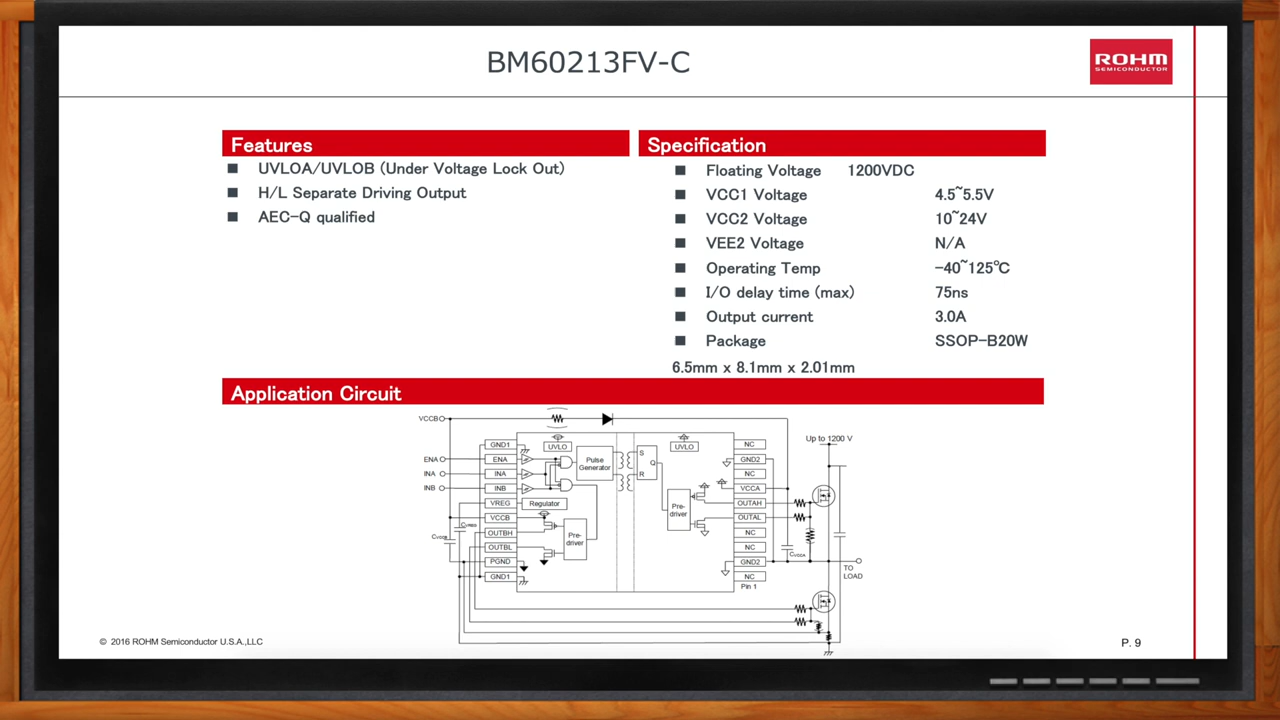 BM60213FV-C
ROHM
SEMICONDUCTOR
Features
UVLOA/UVLOB (Under Voltage Lock Out)
H/L Separate Driving Output
AEC-Q qualified
Specification
Floating Voltage 1200VDC
VCC1 Voltage 4.5~5.5V
VCC2 Voltage 10~24V
VEE2 Voltage N/A
Operating Temp -40~125℃
I/O delay time (max) 75ns
Output current 3.0A
Package SSOP-B20W
6.5mm x 8.1mm x 2.01mm
Application Circuit
VCCB
ENA
INA
INB
CVCCB
CVREG
GND1
ENA
INA
INB
VREG
VCCB
OUTBH
OUTBL
PGND
GND1
UVLO
Pulse
Generator
Regulator
Pre-
driver
S
Q
R
UVLO
Pre-
driver
NC
GND2
NC
VCCA
OUTAH
OUTAL
NC
NC
GND2
NC
Pin 1
CVCCA
Up to 1200 V
TO
LOAD
© 2016 ROHM Semiconductor U.S.A.,LLC
P. 9